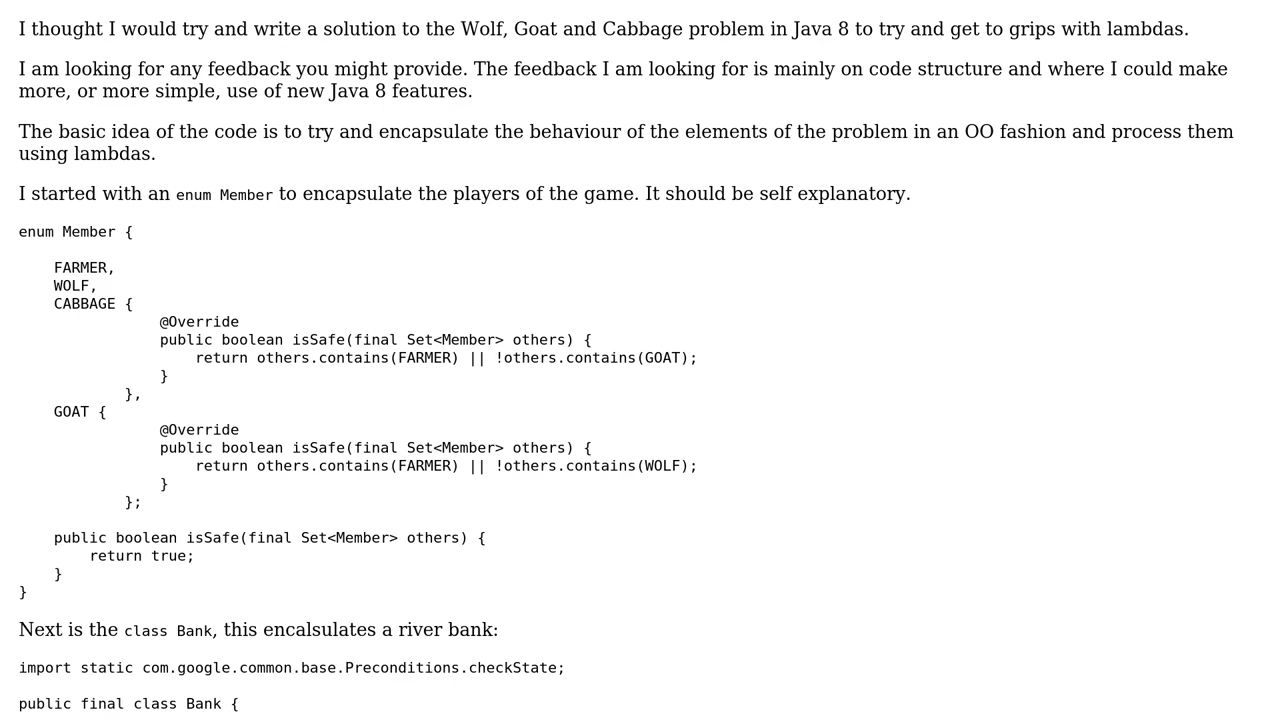 I thought I would try and write a solution to the Wolf, Goat and Cabbage problem in Java 8 to try and get to grips with lambdas.
I am looking for any feedback you might provide. The feedback I am looking for is mainly on code structure and where I could make
more, or more simple, use of new Java 8 features.
The basic idea of the code is to try and encapsulate the behaviour of the elements of the problem in an OO fashion and process them
using lambdas.
I started with an enum Member to encapsulate the players of the game. It should be self explanatory.
enum Member {
    FARMER,
    WOLF,
    CABBAGE {
                @Override
                public boolean isSafe(final Set<Member> others) {
                    return others.contains(FARMER) || !others.contains(GOAT);
                }
            },
    GOAT {
                @Override
                public boolean isSafe(final Set<Member> others) {
                    return others.contains(FARMER) || !others.contains(WOLF);
                }
            };
    public boolean isSafe(final Set<Member> others) {
        return true;
    }
}
Next is the class Bank, this encalsulates a river bank:
import static com.google.common.base.Preconditions.checkState;
public final class Bank {